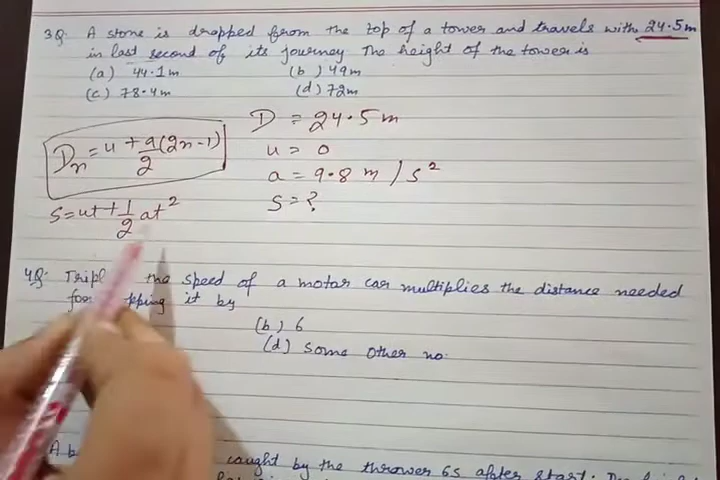 3Q. A stone is dropped from the top of a tower and travels with 24.5m
in last second of its journey The height of the tower is
(a) 44.1m (b) 49m
(c) 78.4m (d) 72m
Dn = u + a/2 (2n-1)
D = 24.5 m
u = 0
a = 9.8 m/s²
S = ?
S = ut + 1/2 at²
4Q. the speed of a motar car multiplies the distance needed
it by
(b) 6
(d) Some Other no.
caught by the thrower 6s after start.